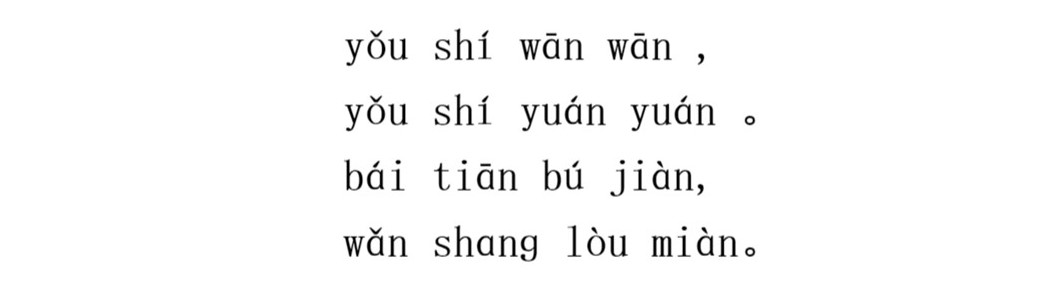 yǒu shí wān wān ,
yǒu shí yuán yuán 。
bái tiān bú jiàn,
wǎn shang lòu miàn。